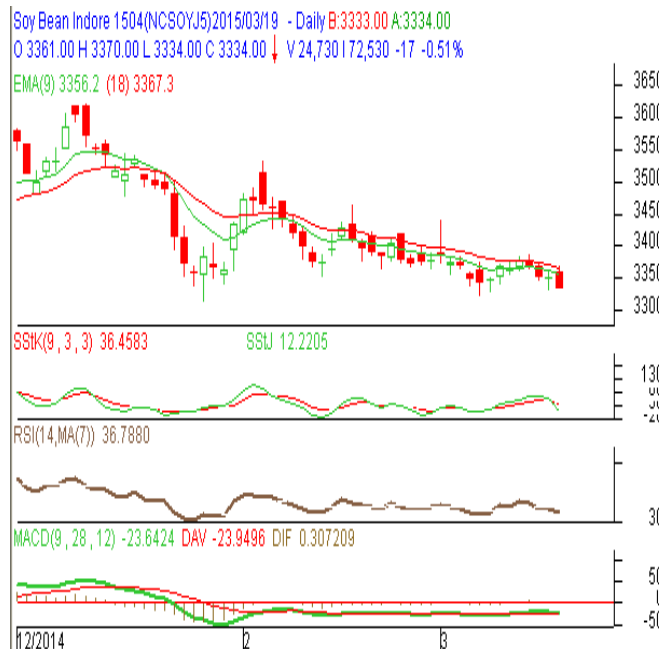 Soy Bean Indore 1504(NCSOYJ5)2015/03/19 - Daily B:3333.00 A:3334.00
O 3361.00 H 3370.00 L 3334.00 C 3334.00 ↓ V 24,730 I 72,530 -17 -0.51%
EMA(9) 3356.2 (18) 3367.3
3650
3600
3550
3500
3450
3400
3350
3300
SStK(9 , 3 , 3) 36.4583 SStJ 12.2205
130
RSI(14,MA(7)) 36.7880
30
MACD(9 , 28 , 12) -23.6424 DAV -23.9496 DIF 0.307209
50
-50
12/2014 2 3